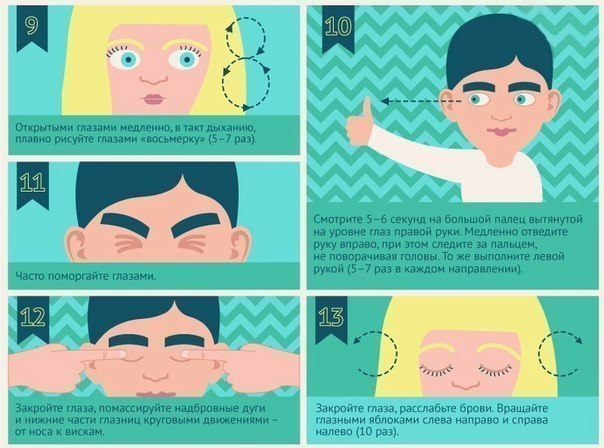 9
Открытыми глазами медленно, в такт дыханию,
плавно рисуйте глазами «восьмерку» (5–7 раз).
10
Смотрите 5–6 секунд на большой палец вытянутой
на уровне глаз правой руки. Медленно отведите
руку вправо, при этом следите за пальцем,
не поворачивая головы. То же выполните левой
рукой (5–7 раз в каждом направлении).
11
Часто поморгайте глазами.
12
Закройте глаза, помассируйте надбровные дуги
и нижние части глазниц круговыми движениями –
от носа к вискам.
13
Закройте глаза, расслабьте брови. Вращайте
глазными яблоками слева направо и справа
налево (10 раз).